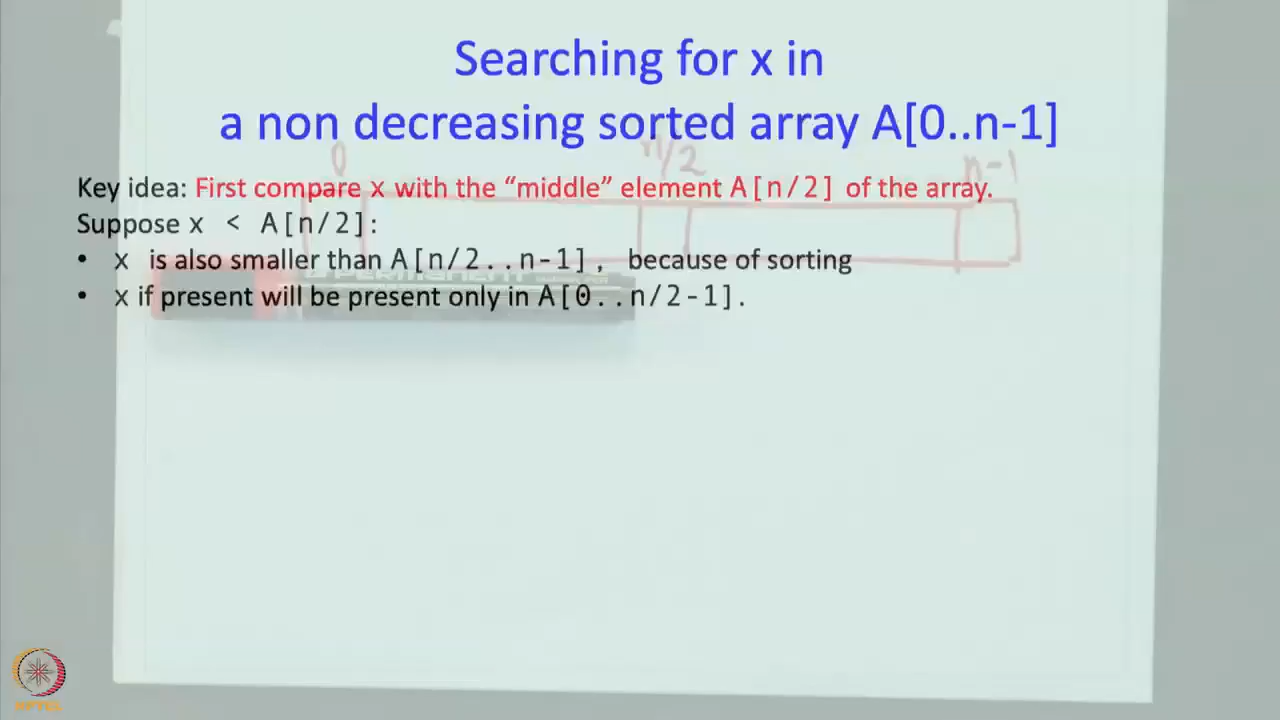 Searching for x in
a non decreasing sorted array A[0..n-1]
0 n/2 n-1
Key idea: First compare x with the “middle” element A[n/2] of the array.
Suppose x < A[n/2]:
• x is also smaller than A[n/2..n-1], because of sorting
PERMANENT
• x if present will be present only in A[0..n/2-1].
NPTEL